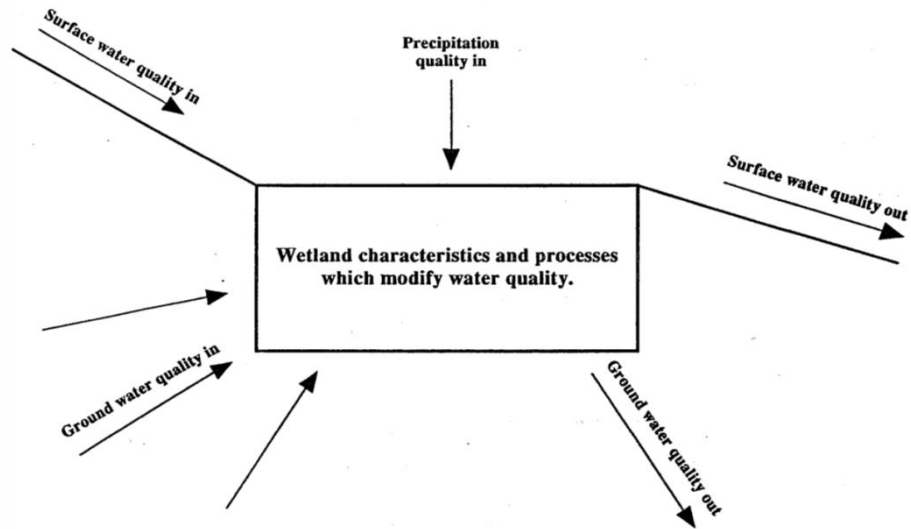 Surface water quality in
Precipitation
quality in
Surface water quality out
Wetland characteristics and processes
which modify water quality.
Ground water quality in
Ground water quality out